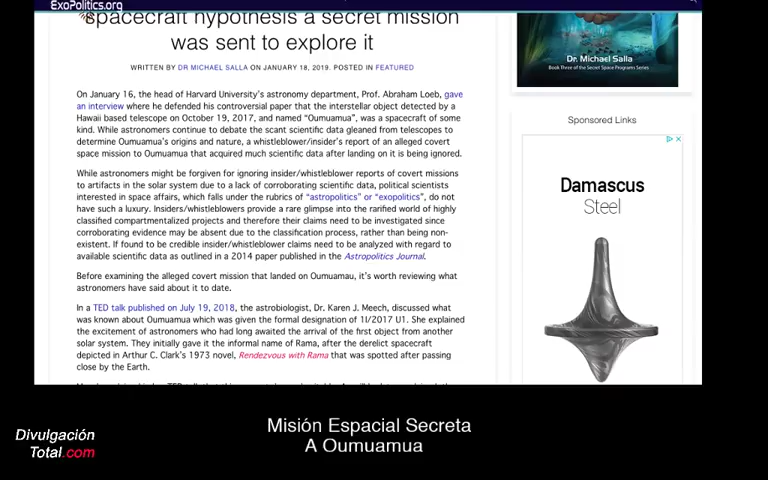 ExoPolitics.org
spacecraft hypothesis a secret mission
was sent to explore it
WRITTEN BY DR MICHAEL SALLA ON JANUARY 18, 2019. POSTED IN FEATURED
On January 16, the head of Harvard University's astronomy department, Prof. Abraham Loeb, gave
an interview where he defended his controversial paper that the interstellar object detected by a
Hawaii based telescope on October 19, 2017, and named "Oumuamua", was a spacecraft of some
kind. While astronomers continue to debate the scant scientific data gleaned from telescopes to
determine Oumuamua's origins and nature, a whistleblower/insider's report of an alleged covert
space mission to Oumuamua that acquired much scientific data after landing on it is being ignored.
While astronomers might be forgiven for ignoring insider/whistleblower reports of covert missions
to artifacts in the solar system due to a lack of corroborating scientific data, political scientists
interested in space affairs, which falls under the rubrics of "astropolitics" or "exopolitics", do not
have such a luxury. Insiders/whistleblowers provide a rare glimpse into the rarified world of highly
classified compartmentalized projects and therefore their claims need to be investigated since
corroborating evidence may be absent due to the classification process, rather than being non-
existent. If found to be credible insider/whistleblower claims need to be analyzed with regard to
available scientific data as outlined in a 2014 paper published in the Astropolitics Journal.
Before examining the alleged covert mission that landed on Oumuamau, it's worth reviewing what
astronomers have said about it to date.
In a TED talk published on July 19, 2018, the astrobiologist, Dr. Karen J. Meech, discussed what
was known about Oumuamua which was given the formal designation of 1I/2017 U1. She explained
the excitement of astronomers who had long awaited the arrival of the first object from another
solar system. They initially gave it the informal name of Rama, after the derelict spacecraft
depicted in Arthur C. Clark's 1973 novel, Rendezvous with Rama that was spotted after passing
close by the Earth.
Dr. Michael Salla
Book Three of the Secret Space Programs Series
Sponsored Links
Damascus
Steel
Misión Espacial Secreta
A Oumuamua
Divulgación
Total.com